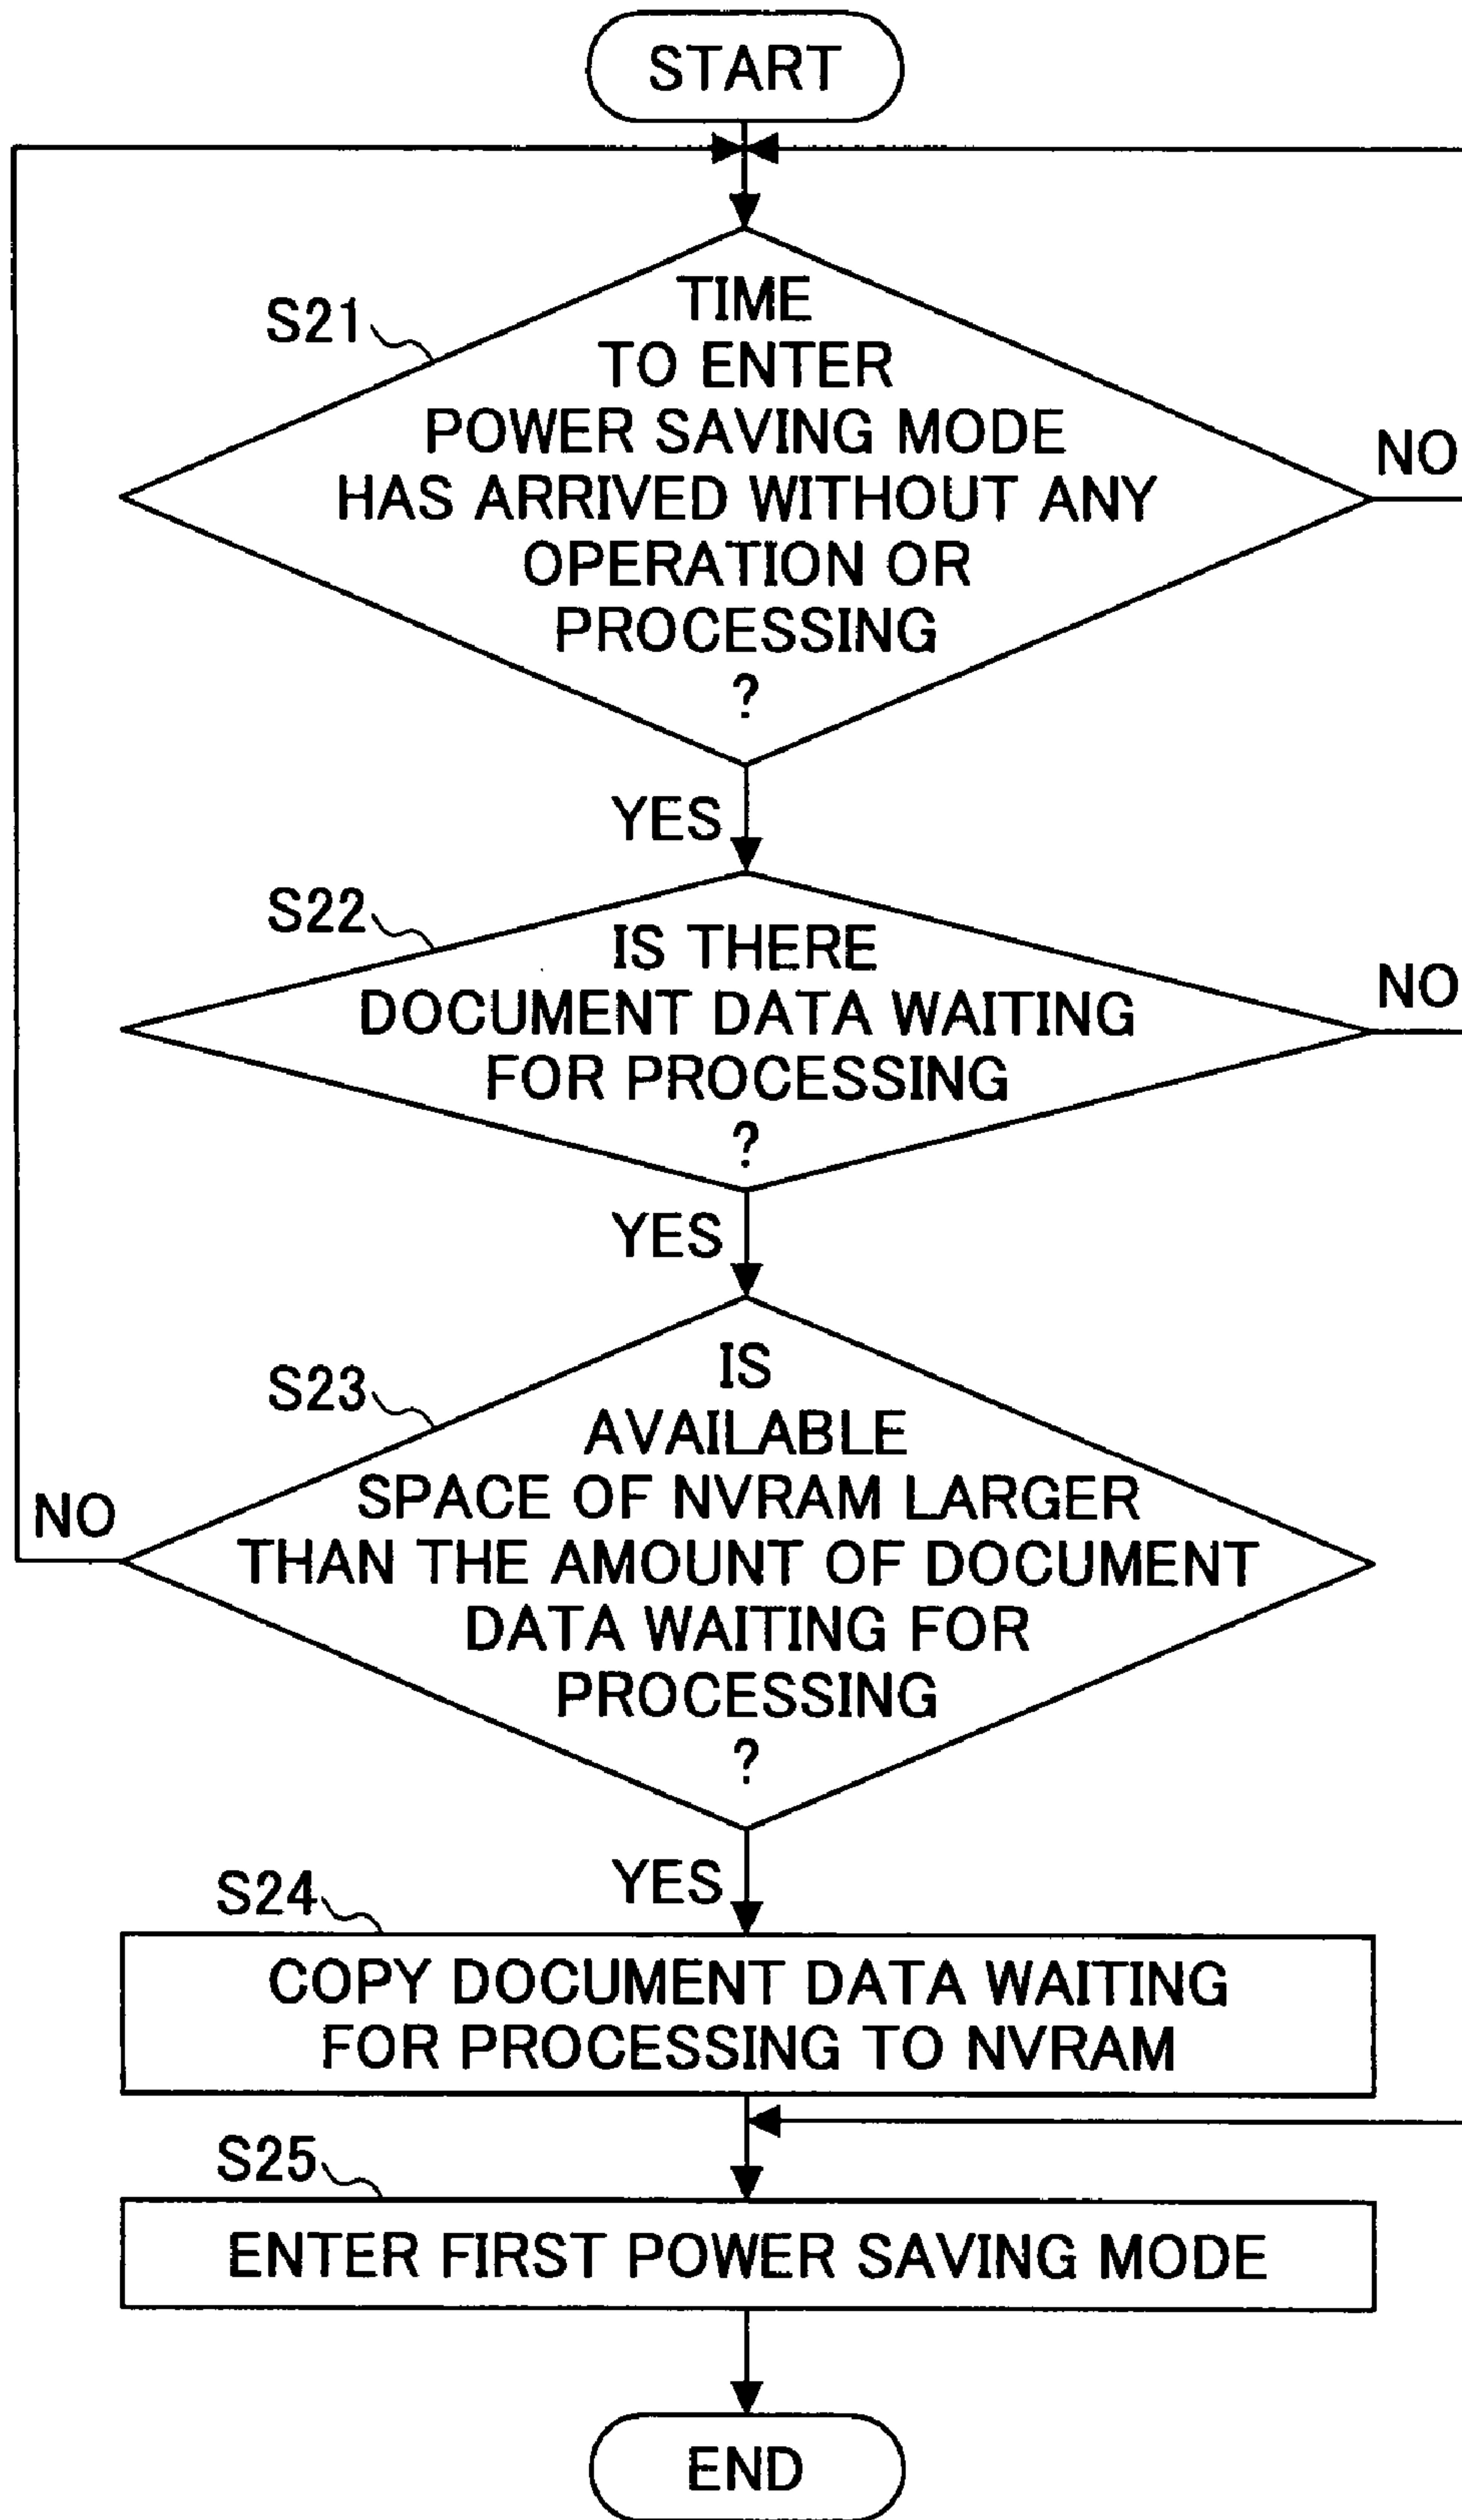 START
S21
TIME
TO ENTER
POWER SAVING MODE
HAS ARRIVED WITHOUT ANY
OPERATION OR
PROCESSING
?
NO
YES
S22
IS THERE
DOCUMENT DATA WAITING
FOR PROCESSING
?
NO
YES
S23
IS
AVAILABLE
SPACE OF NVRAM LARGER
THAN THE AMOUNT OF DOCUMENT
DATA WAITING FOR
PROCESSING
?
NO
YES
S24
COPY DOCUMENT DATA WAITING
FOR PROCESSING TO NVRAM
S25
ENTER FIRST POWER SAVING MODE
END